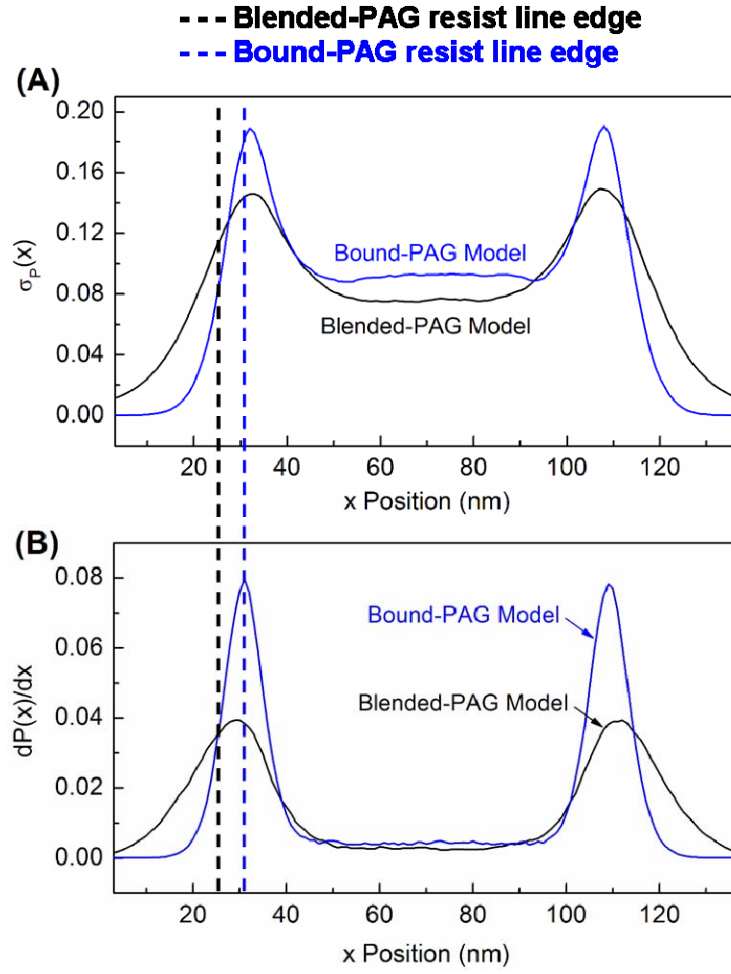 --- Blended-PAG resist line edge
--- Bound-PAG resist line edge
(A)
0.20
0.16
0.12
0.08
0.04
0.00
σP(x)
Bound-PAG Model
Blended-PAG Model
20 40 60 80 100 120
x Position (nm)
(B)
0.08
0.06
0.04
0.02
0.00
dP(x)/dx
Bound-PAG Model
Blended-PAG Model
20 40 60 80 100 120
x Position (nm)